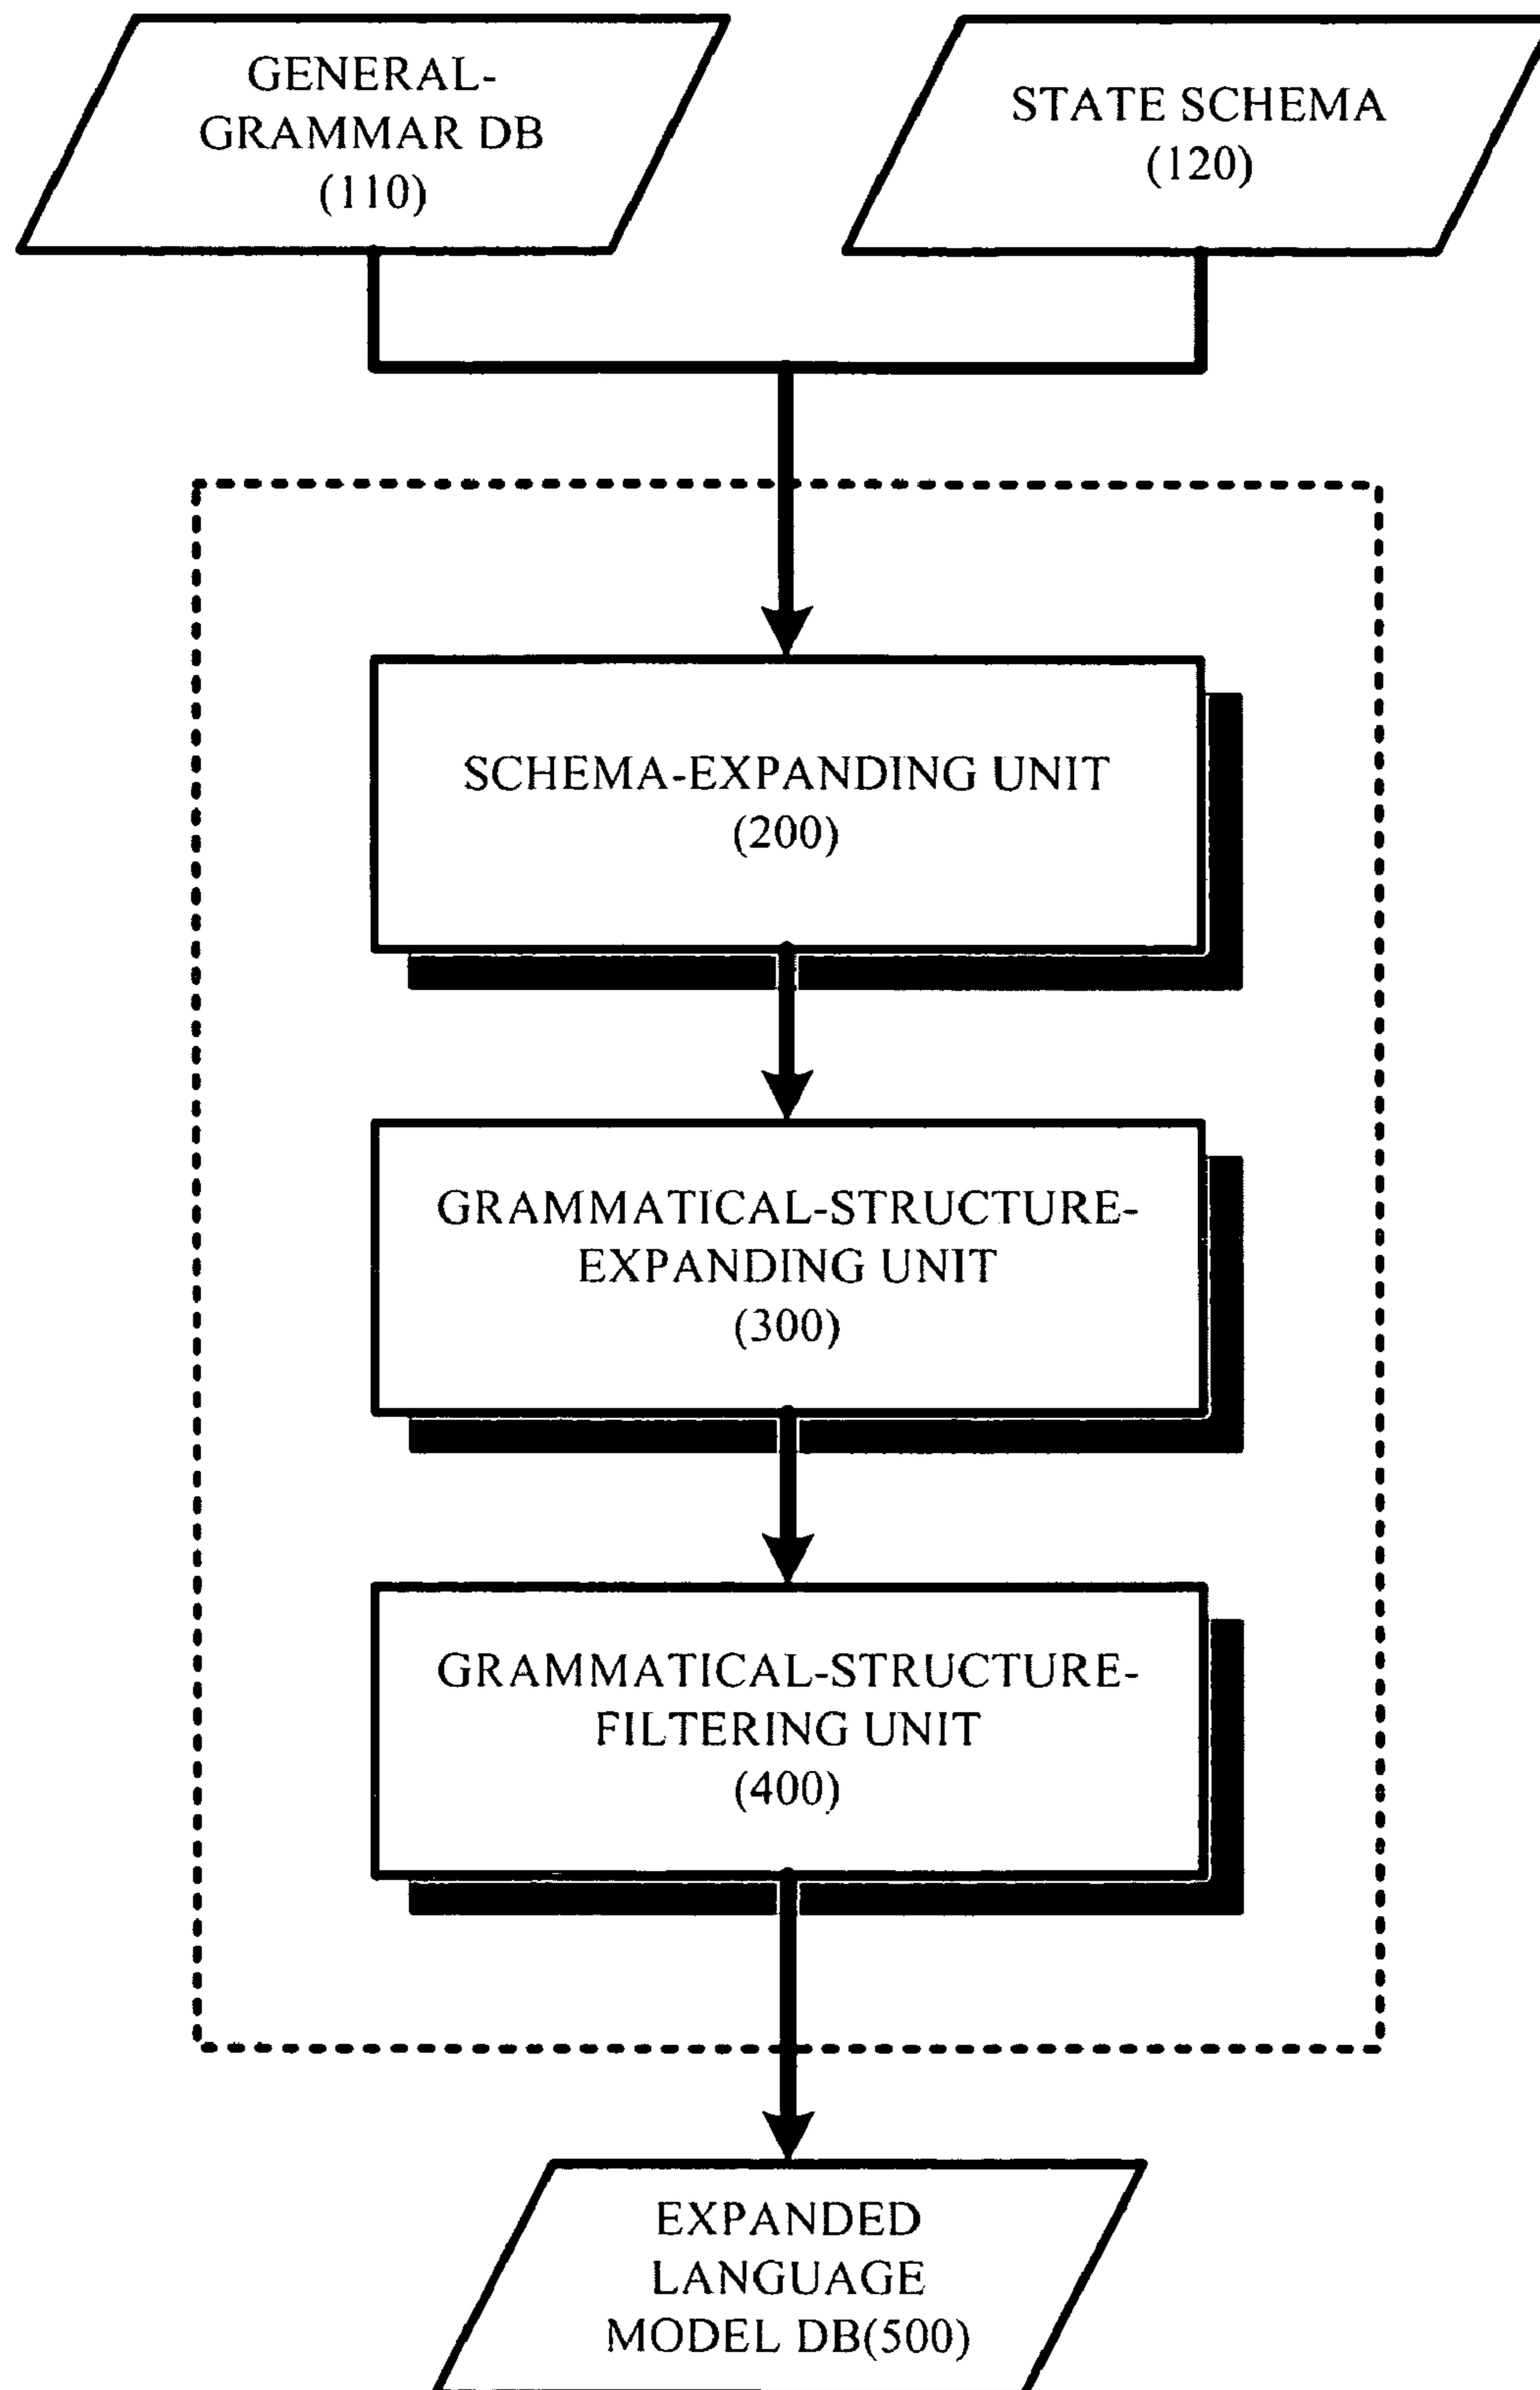 GENERAL-
GRAMMAR DB
(110)
STATE SCHEMA
(120)
SCHEMA-EXPANDING UNIT
(200)
GRAMMATICAL-STRUCTURE-
EXPANDING UNIT
(300)
GRAMMATICAL-STRUCTURE-
FILTERING UNIT
(400)
EXPANDED
LANGUAGE
MODEL DB(500)